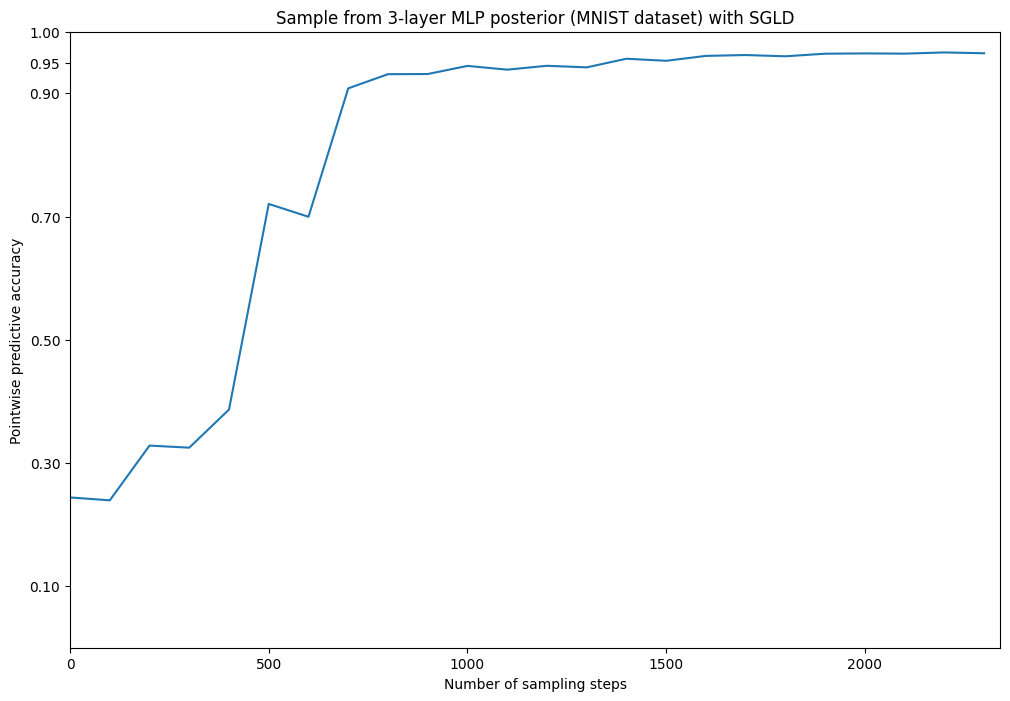 Sample from 3-layer MLP posterior (MNIST dataset) with SGLD
1.00
0.95
0.90
0.70
0.50
0.30
0.10
Pointwise predictive accuracy
0 500 1000 1500 2000
Number of sampling steps